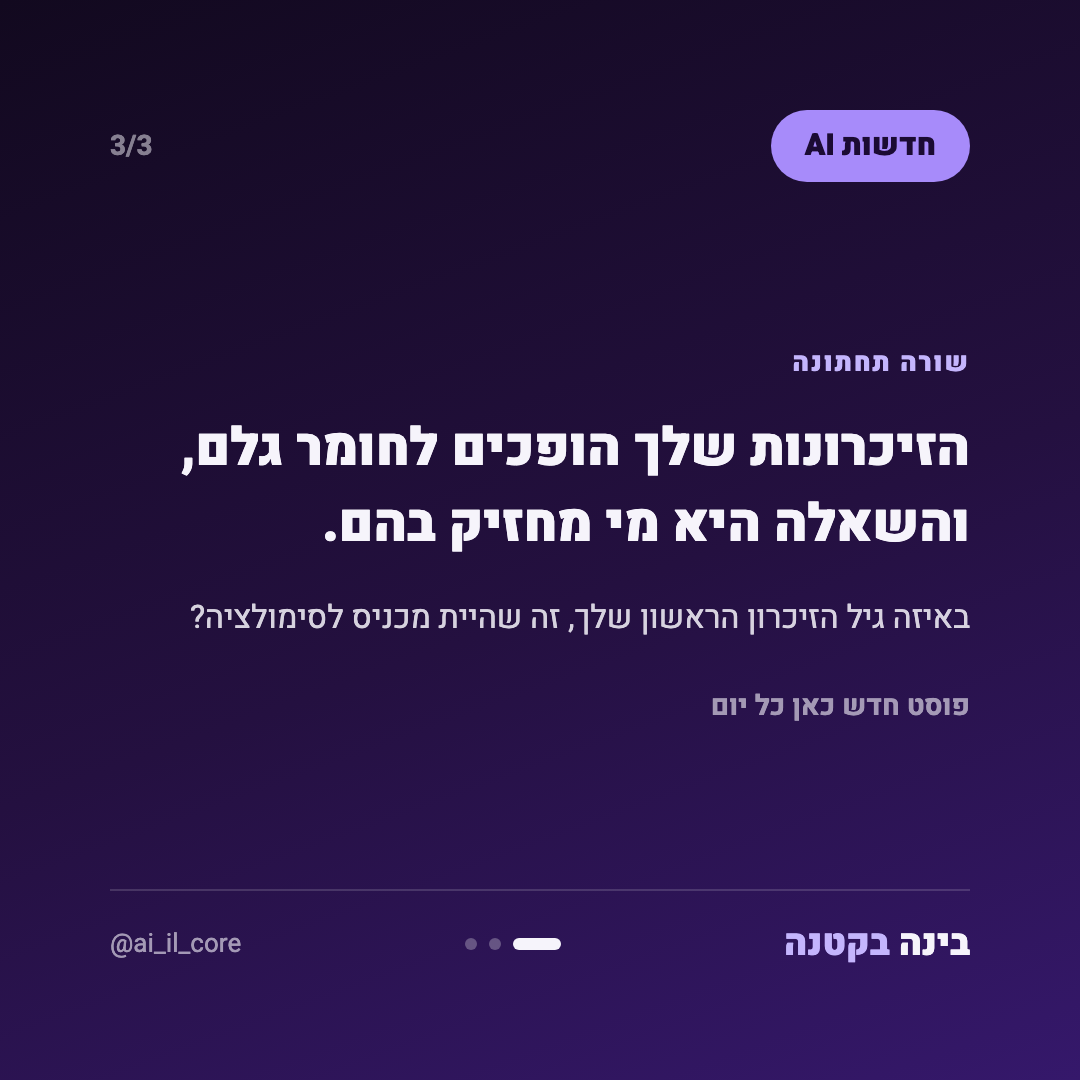 חדשות AI
3/3
שורה תחתונה
הזיכרונות שלך הופכים לחומר גלם,
והשאלה היא מי מחזיק בהם.
באיזה גיל הזיכרון הראשון שלך, זה שהיית מכניס לסימולציה?
פוסט חדש כאן כל יום
בינה בקטנה
@ai_il_core